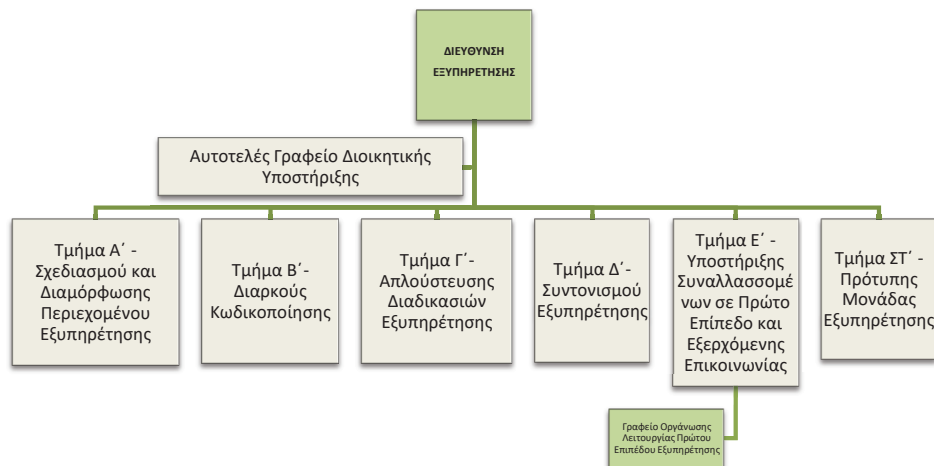 ΔΙΕΥΘΥΝΣΗ
ΕΞΥΠΗΡΕΤΗΣΗΣ
Αυτοτελές Γραφείο Διοικητικής
Υποστήριξης
Τμήμα Α΄ -
Σχεδιασμού και
Διαμόρφωσης
Περιεχομένου
Εξυπηρέτησης
Τμήμα Β΄-
Διαρκούς
Κωδικοποίησης
Τμήμα Γ΄-
Απλούστευσης
Διαδικασιών
Εξυπηρέτησης
Τμήμα Δ΄-
Συντονισμού
Εξυπηρέτησης
Τμήμα Ε΄ -
Υποστήριξης
Συναλλασσομέ
νων σε Πρώτο
Επίπεδο και
Εξερχόμενης
Επικοινωνίας
Τμήμα ΣΤ΄ -
Πρότυπης
Μονάδας
Εξυπηρέτησης
Γραφείο Οργάνωσης
Λειτουργίας Πρώτου
Επιπέδου Εξυπηρέτησης